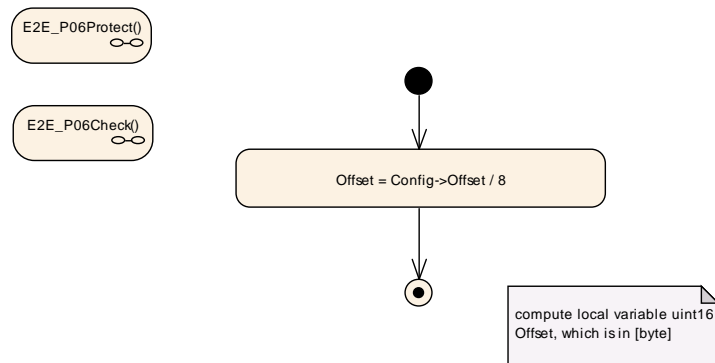 E2E_P06Protect()
E2E_P06Check()
Offset = Config->Offset / 8
compute local variable uint16
Offset, which is in [byte]